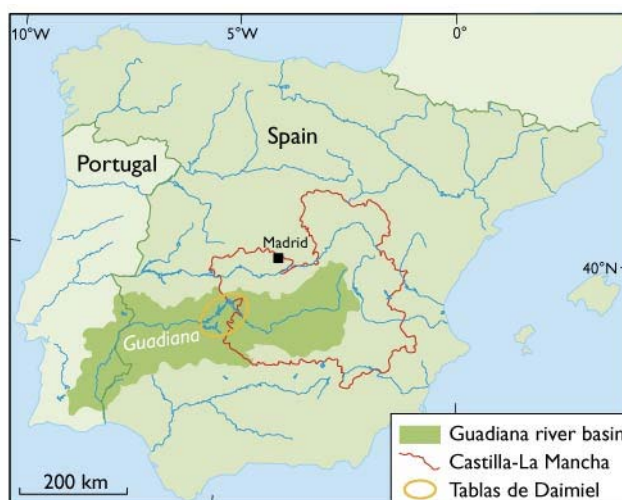 10°W
5°W
0°
Spain
Portugal
Madrid
40°N
Guadiana
200 km
Guadiana river basin
Castilla-La Mancha
Tablas de Daimiel